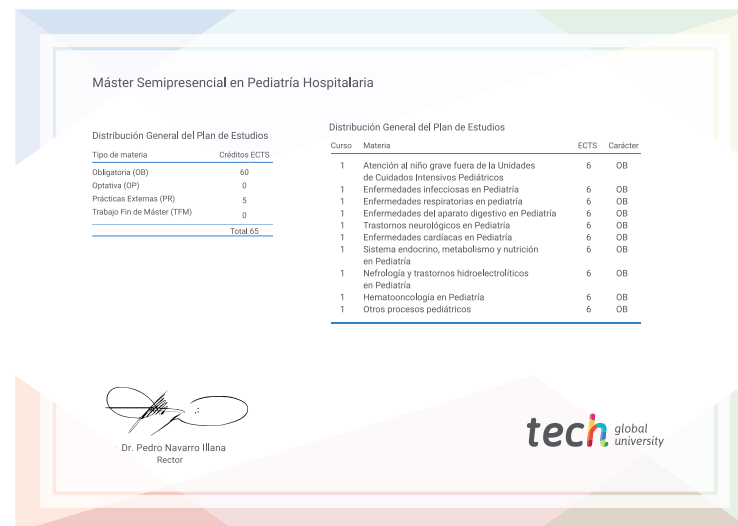 Máster Semipresencial en Pediatría Hospitalaria
Distribución General del Plan de Estudios
Tipo de materia Créditos ECTS
Obligatoria (OB) 60
Optativa (OP) 0
Prácticas Externas (PR) 5
Trabajo Fin de Máster (TFM) 0
Total 65
Distribución General del Plan de Estudios
Curso Materia ECTS Carácter
1 Atención al niño grave fuera de la Unidades 6 OB
de Cuidados Intensivos Pediátricos
1 Enfermedades infecciosas en Pediatría 6 OB
1 Enfermedades respiratorias en pediatría 6 OB
1 Enfermedades del aparato digestivo en Pediatría 6 OB
1 Trastornos neurológicos en Pediatría 6 OB
1 Enfermedades cardíacas en Pediatría 6 OB
1 Sistema endocrino, metabolismo y nutrición 6 OB
en Pediatría
1 Nefrología y trastornos hidroelectrolíticos 6 OB
en Pediatría
1 Hematooncología en Pediatría 6 OB
1 Otros procesos pediátricos 6 OB
Dr. Pedro Navarro Illana
Rector
tech global
university